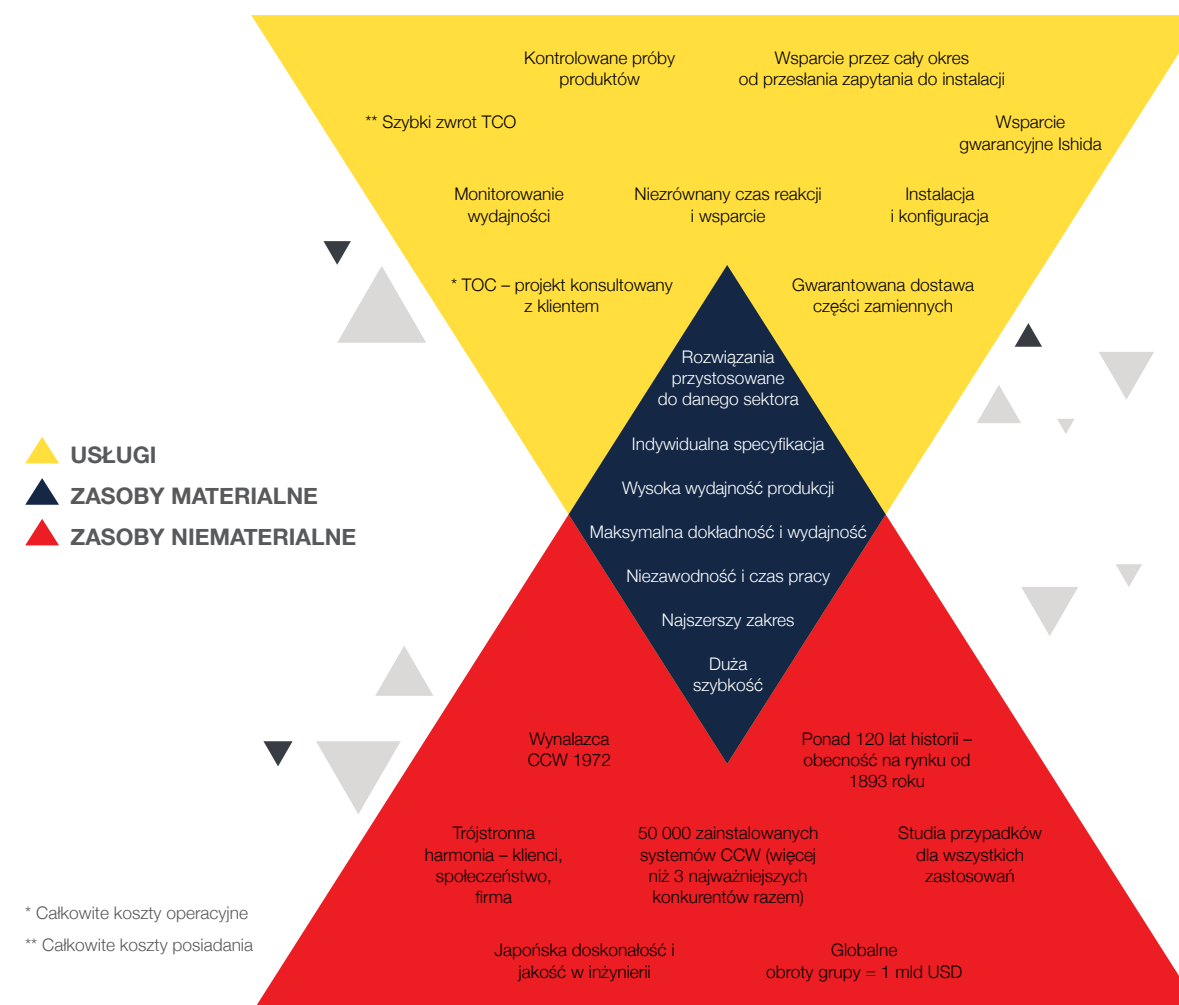 Kontrolowane próby
produktów
Wsparcie przez cały okres
od przesłania zapytania do instalacji
** Szybki zwrot TCO
Wsparcie
gwarancyjne Ishida
Monitorowanie
wydajności
Niezrównany czas reakcji
i wsparcie
Instalacja
i konfiguracja
* TOC – projekt konsultowany
z klientem
Gwarantowana dostawa
części zamiennych
Rozwiązania
przystosowane
do danego sektora
Indywidualna specyfikacja
Wysoka wydajność produkcji
Maksymalna dokładność i wydajność
Niezawodność i czas pracy
Najszerszy zakres
Duża
szybkość
USŁUGI
ZASOBY MATERIALNE
ZASOBY NIEMATERIALNE
Wynalazca
CCW 1972
Ponad 120 lat historii –
obecność na rynku od
1893 roku
Trójstronna
harmonia – klienci,
społeczeństwo,
firma
50 000 zainstalowanych
systemów CCW (więcej
niż 3 najważniejszych
konkurentów razem)
Studia przypadków
dla wszystkich
zastosowań
Japońska doskonałość i
jakość w inżynierii
Globalne
obroty grupy = 1 mld USD
* Całkowite koszty operacyjne
** Całkowite koszty posiadania